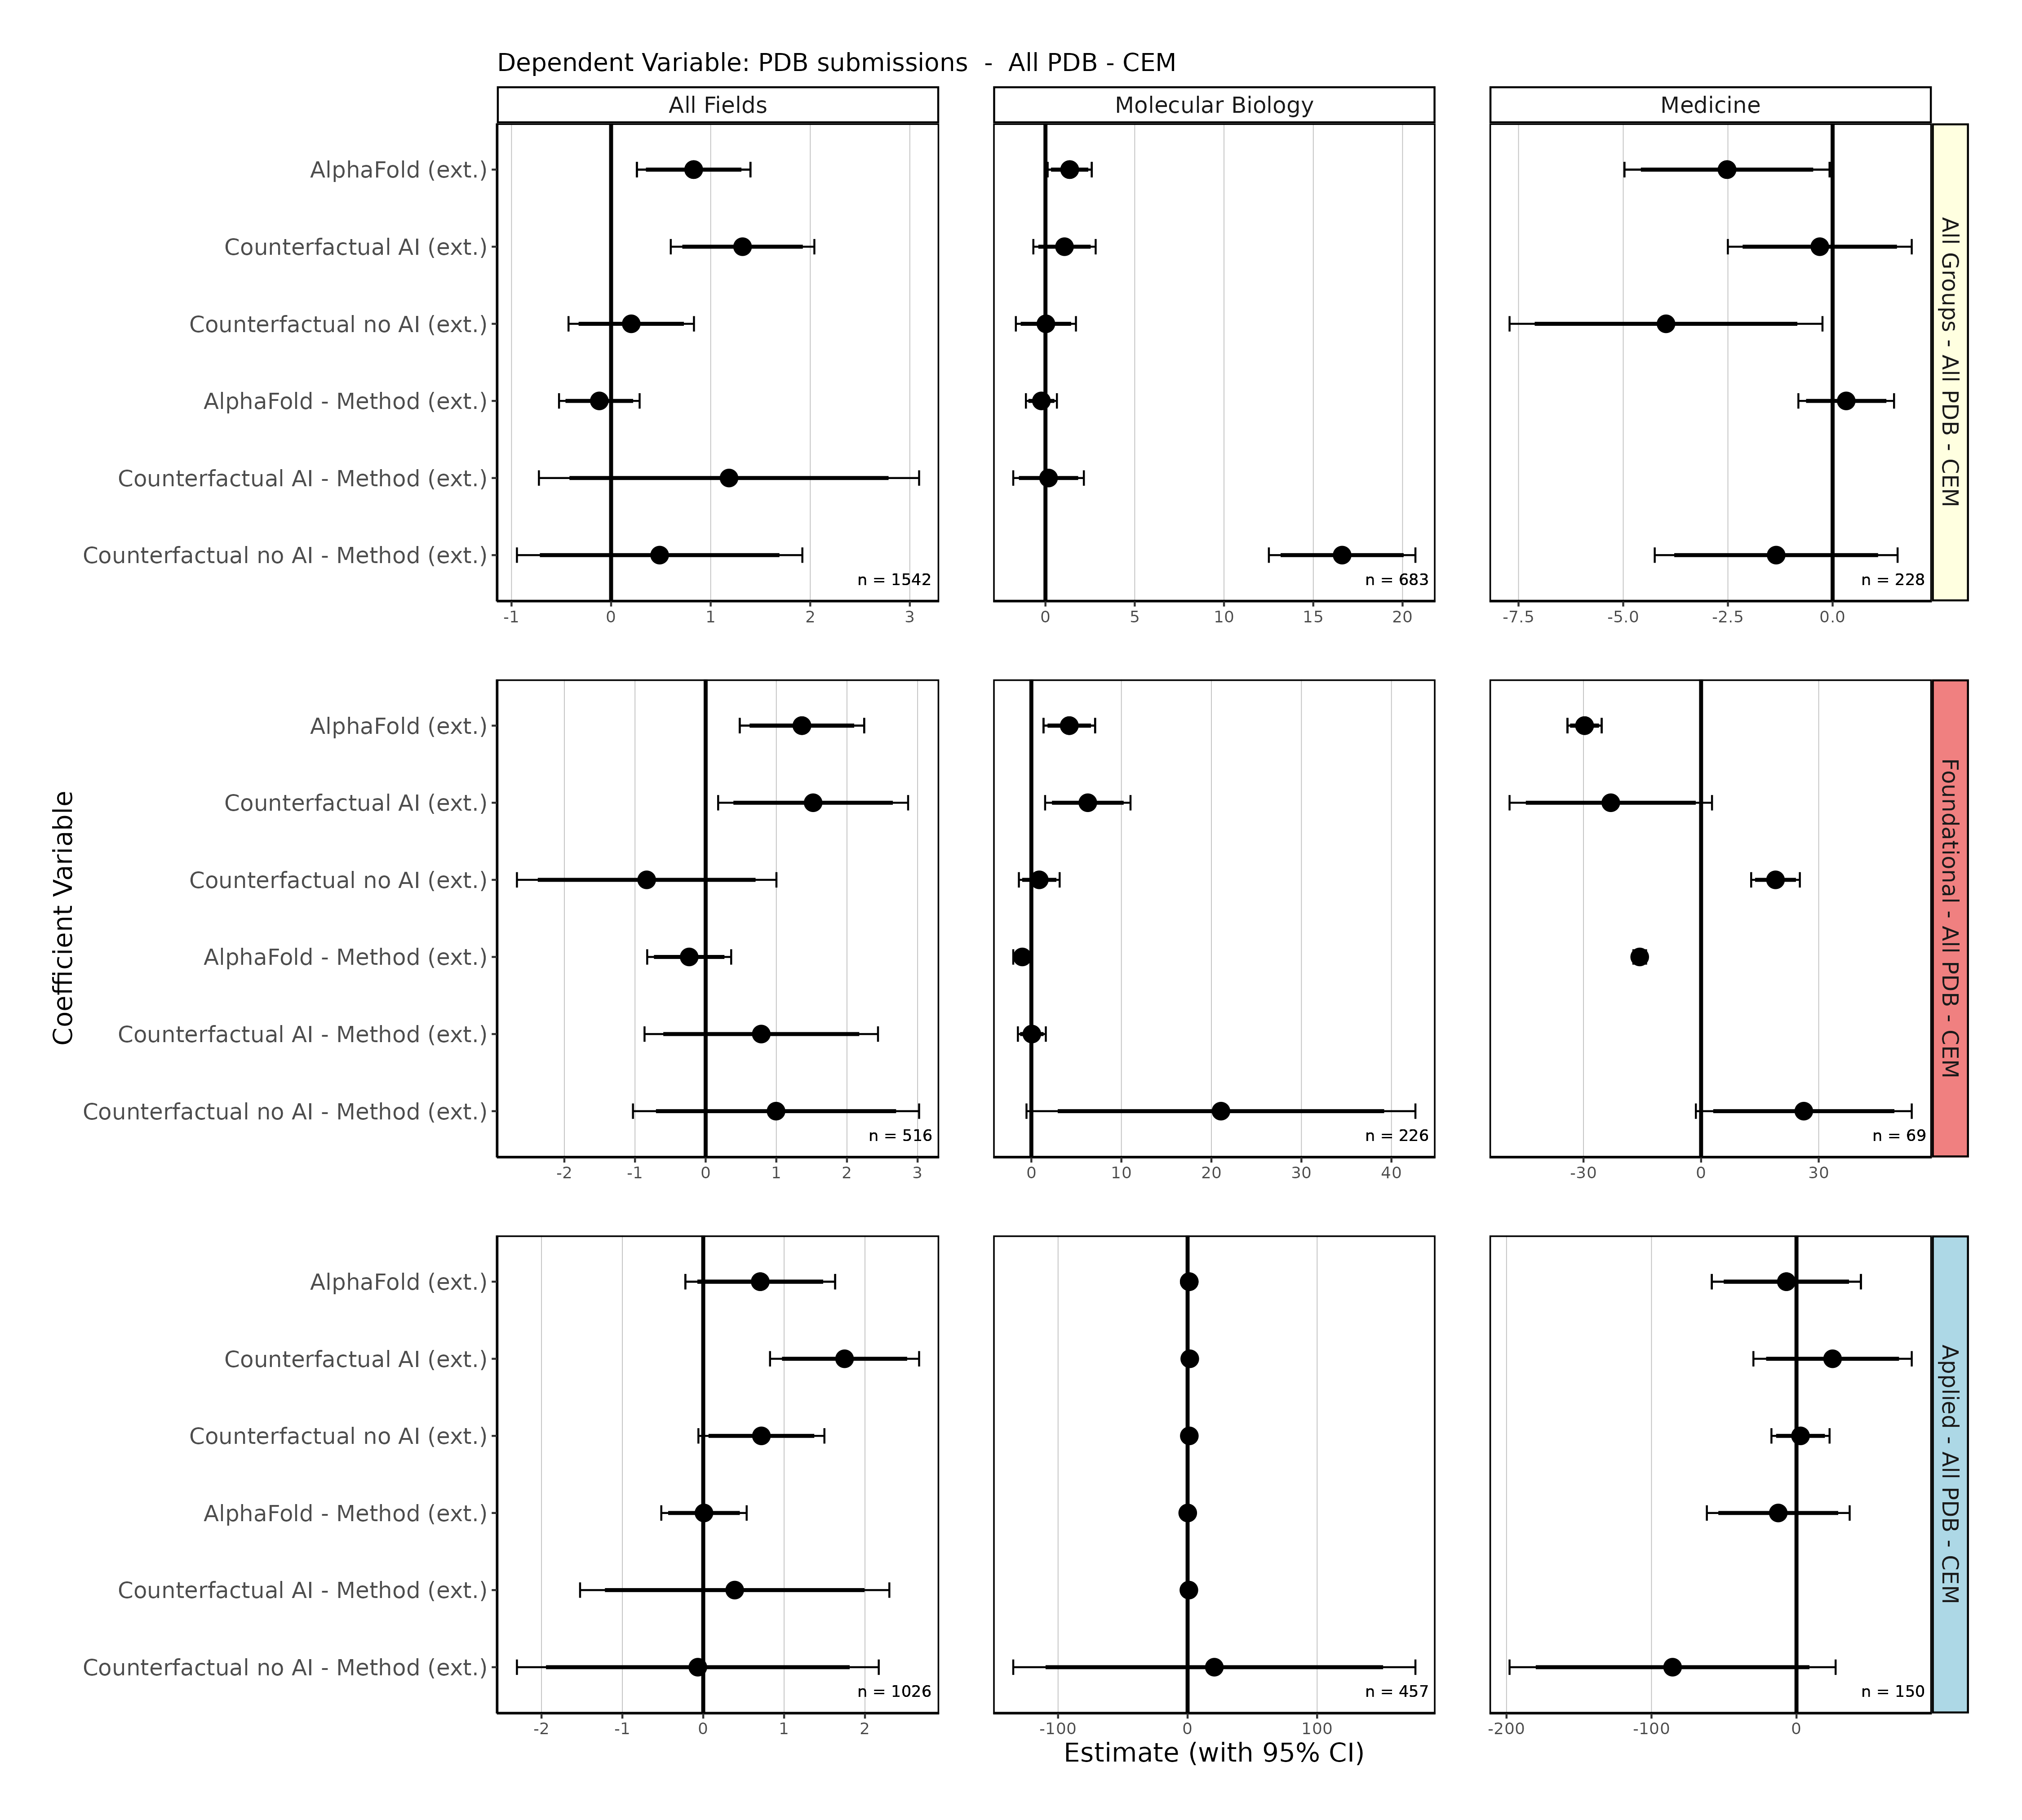 Dependent Variable: PDB submissions - All PDB - CEM
All Fields
Molecular Biology
Medicine
AlphaFold (ext.)
Counterfactual AI (ext.)
Counterfactual no AI (ext.)
AlphaFold - Method (ext.)
Counterfactual AI - Method (ext.)
Counterfactual no AI - Method (ext.)
n = 1542
n = 683
n = 228
All Groups - All PDB - CEM
-1 0 1 2 3
0 5 10 15 20
-7.5 -5.0 -2.5 0.0
Coefficient Variable
AlphaFold (ext.)
Counterfactual AI (ext.)
Counterfactual no AI (ext.)
AlphaFold - Method (ext.)
Counterfactual AI - Method (ext.)
Counterfactual no AI - Method (ext.)
n = 516
n = 226
n = 69
Foundational - All PDB - CEM
-2 -1 0 1 2 3
0 10 20 30 40
-30 0 30
AlphaFold (ext.)
Counterfactual AI (ext.)
Counterfactual no AI (ext.)
AlphaFold - Method (ext.)
Counterfactual AI - Method (ext.)
Counterfactual no AI - Method (ext.)
n = 1026
n = 457
n = 150
Applied - All PDB - CEM
-2 -1 0 1 2
-100 0 100
-200 -100 0
Estimate (with 95% CI)